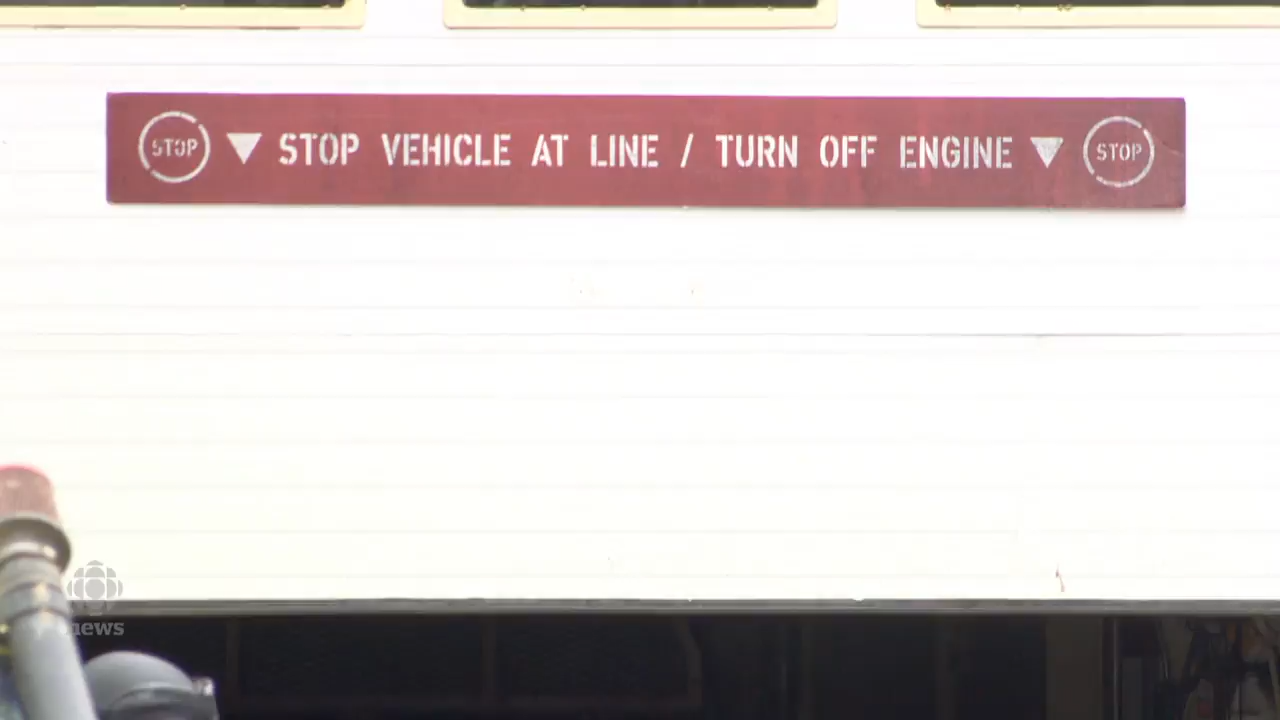 STOP ▼ STOP VEHICLE AT LINE / TURN OFF ENGINE ▼ STOP
news